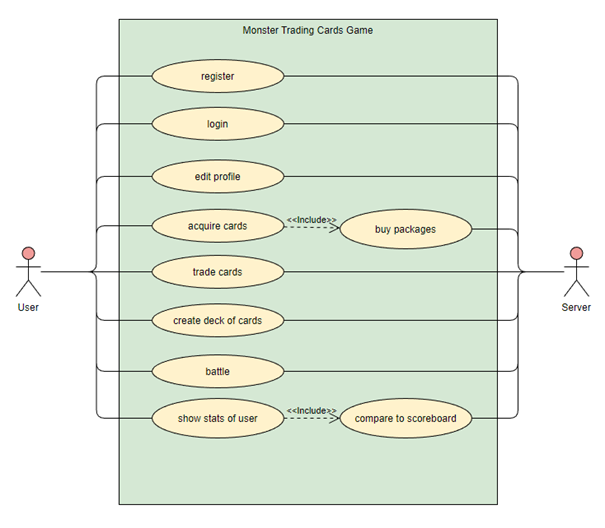 Monster Trading Cards Game
register
login
edit profile
acquire cards
<<Include>>
buy packages
trade cards
User
Server
create deck of cards
battle
show stats of user
<<Include>>
compare to scoreboard